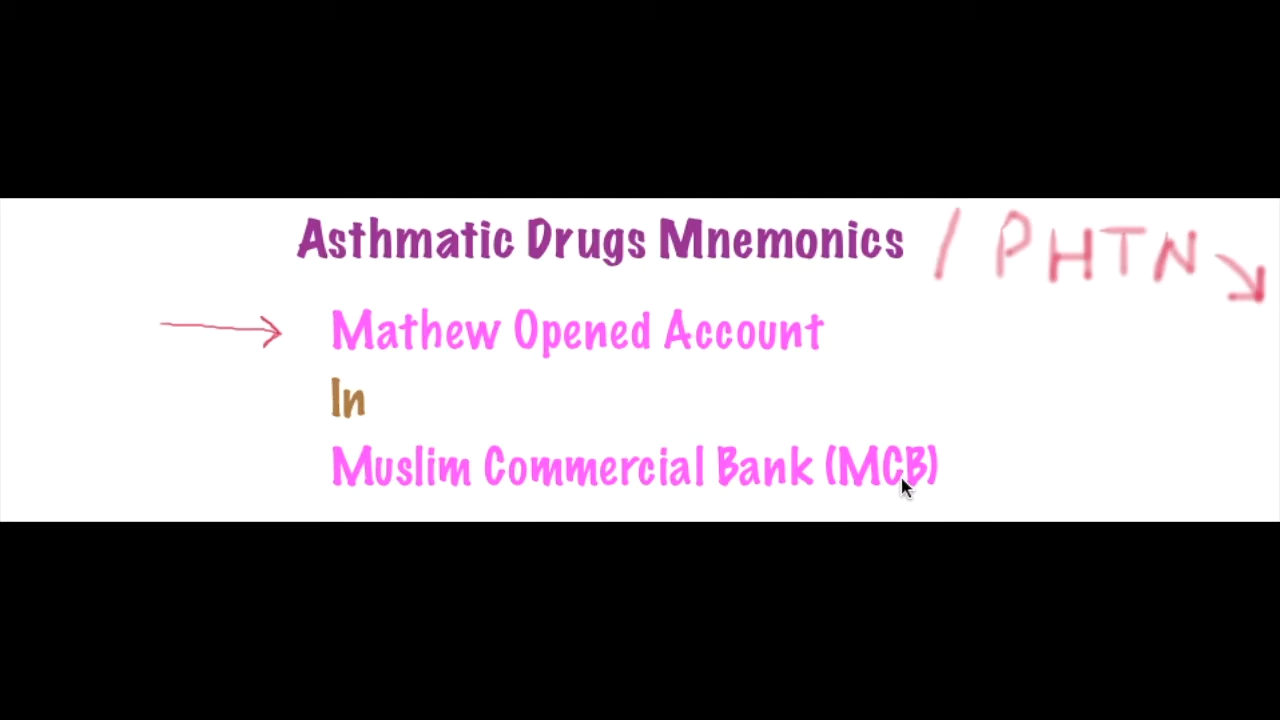 Asthmatic Drugs Mnemonics / PHTN
Mathew Opened Account
In
Muslim Commercial Bank (MCB)